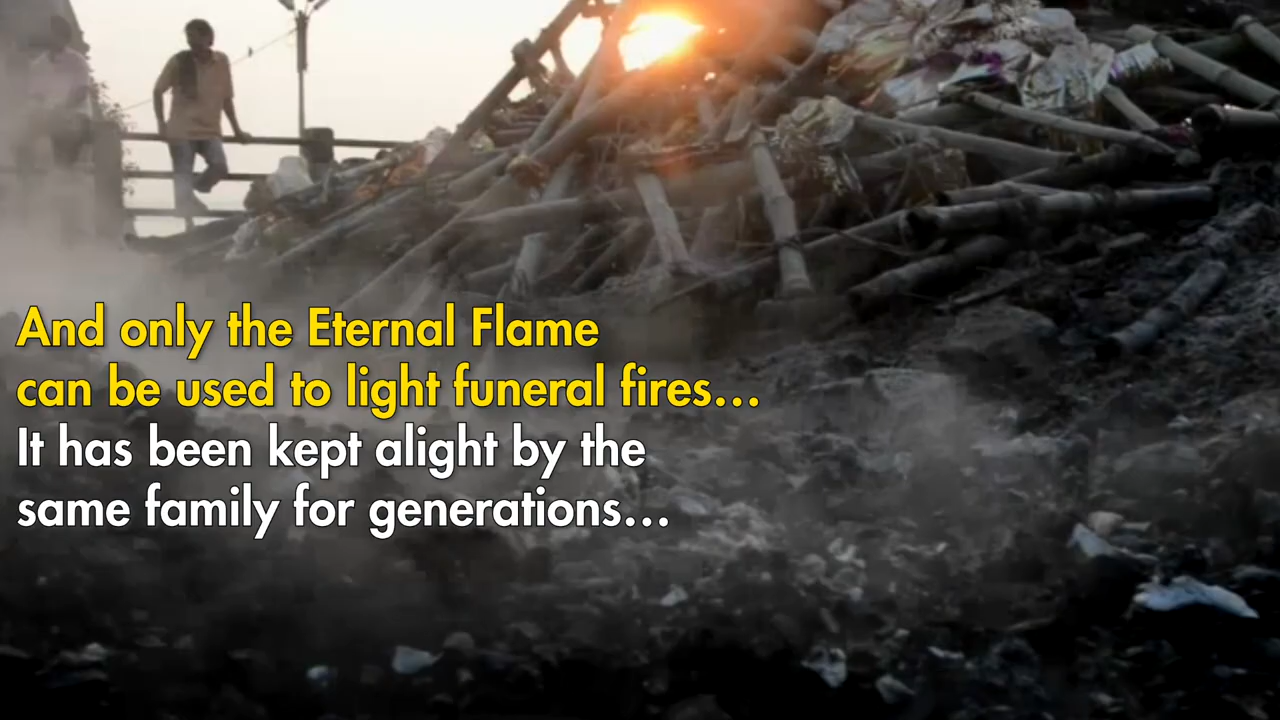 And only the Eternal Flame
can be used to light funeral fires…
It has been kept alight by the
same family for generations…